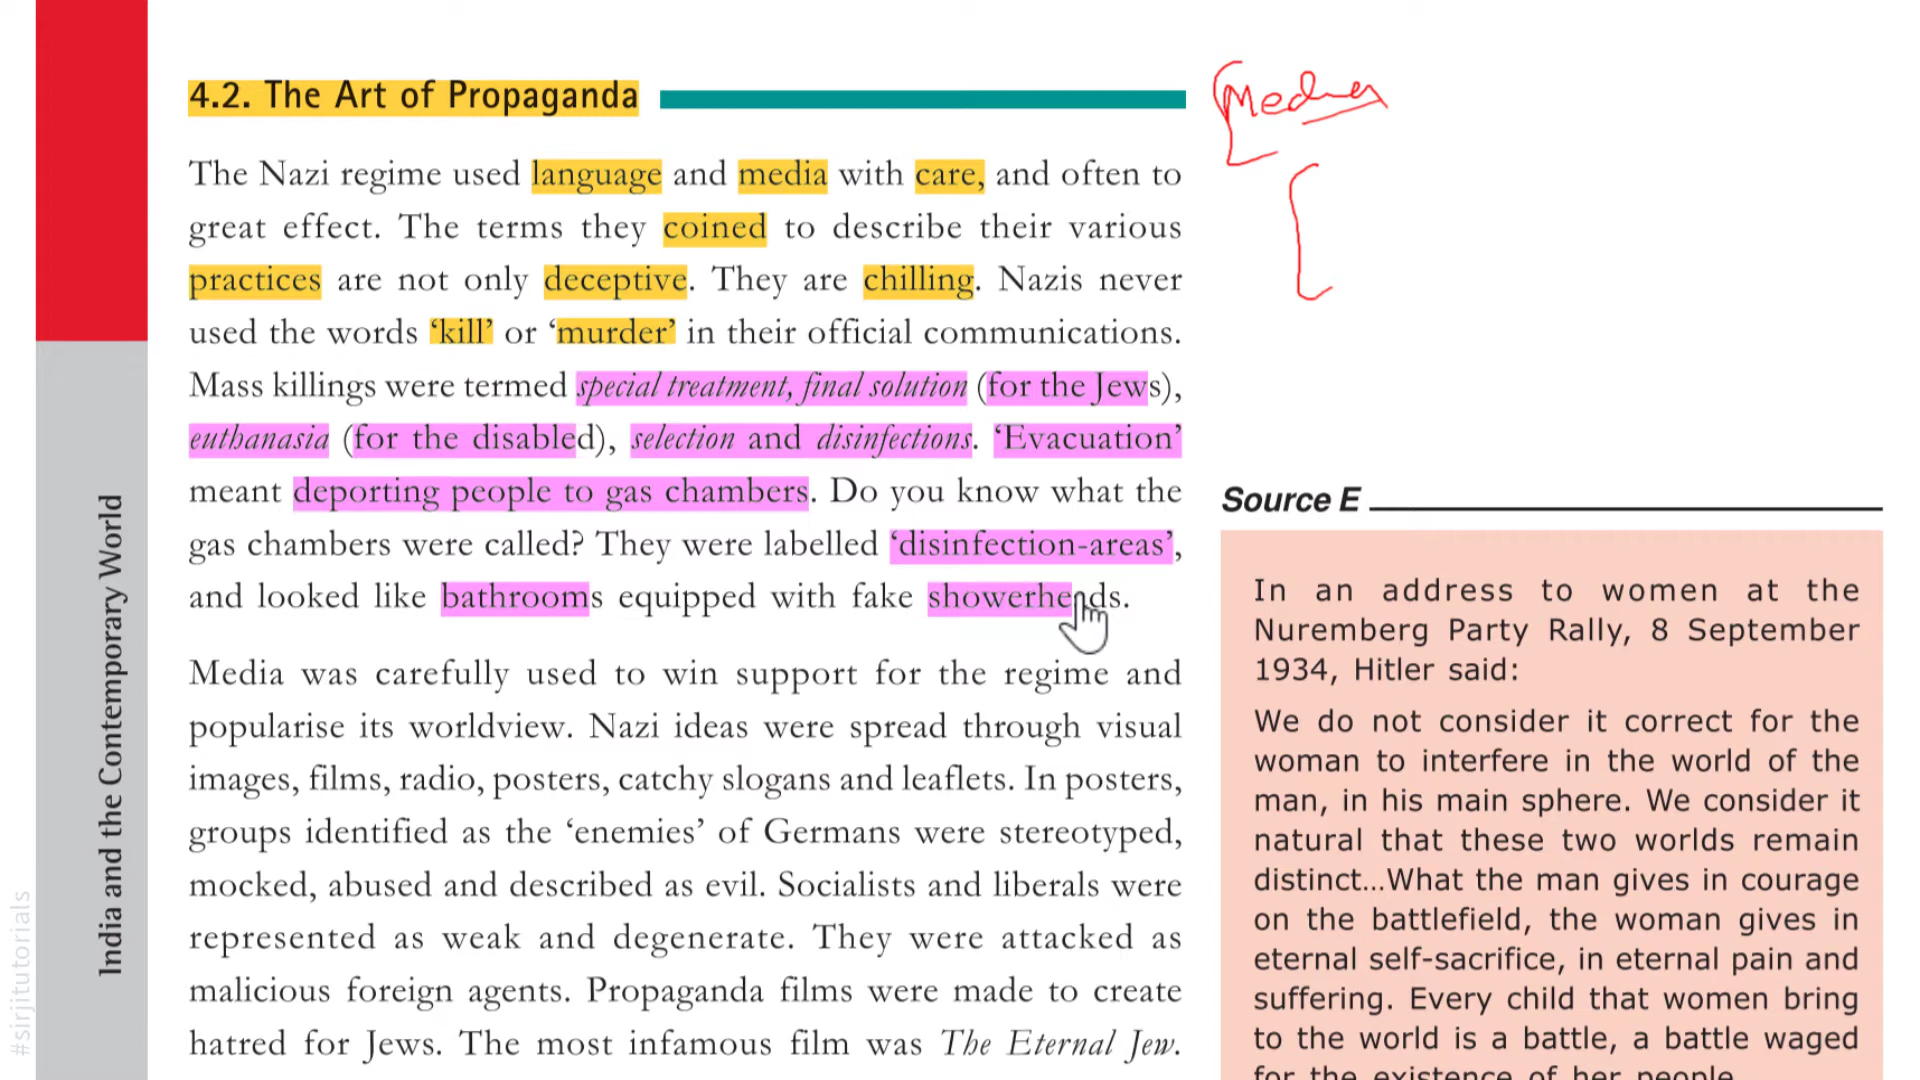 4.2. The Art of Propaganda
Media
The Nazi regime used language and media with care, and often to
great effect. The terms they coined to describe their various
practices are not only deceptive. They are chilling. Nazis never
used the words ‘kill’ or ‘murder’ in their official communications.
Mass killings were termed special treatment, final solution (for the Jews),
euthanasia (for the disabled), selection and disinfections. ‘Evacuation’
meant deporting people to gas chambers. Do you know what the
gas chambers were called? They were labelled ‘disinfection-areas’,
and looked like bathrooms equipped with fake showerheads.
Media was carefully used to win support for the regime and
popularise its worldview. Nazi ideas were spread through visual
images, films, radio, posters, catchy slogans and leaflets. In posters,
groups identified as the ‘enemies’ of Germans were stereotyped,
mocked, abused and described as evil. Socialists and liberals were
represented as weak and degenerate. They were attacked as
malicious foreign agents. Propaganda films were made to create
hatred for Jews. The most infamous film was The Eternal Jew.
Source E
In an address to women at the
Nuremberg Party Rally, 8 September
1934, Hitler said:
We do not consider it correct for the
woman to interfere in the world of the
man, in his main sphere. We consider it
natural that these two worlds remain
distinct...What the man gives in courage
on the battlefield, the woman gives in
eternal self-sacrifice, in eternal pain and
suffering. Every child that women bring
to the world is a battle, a battle waged
for the existence of her people.
India and the Contemporary World
#sirjitutorials